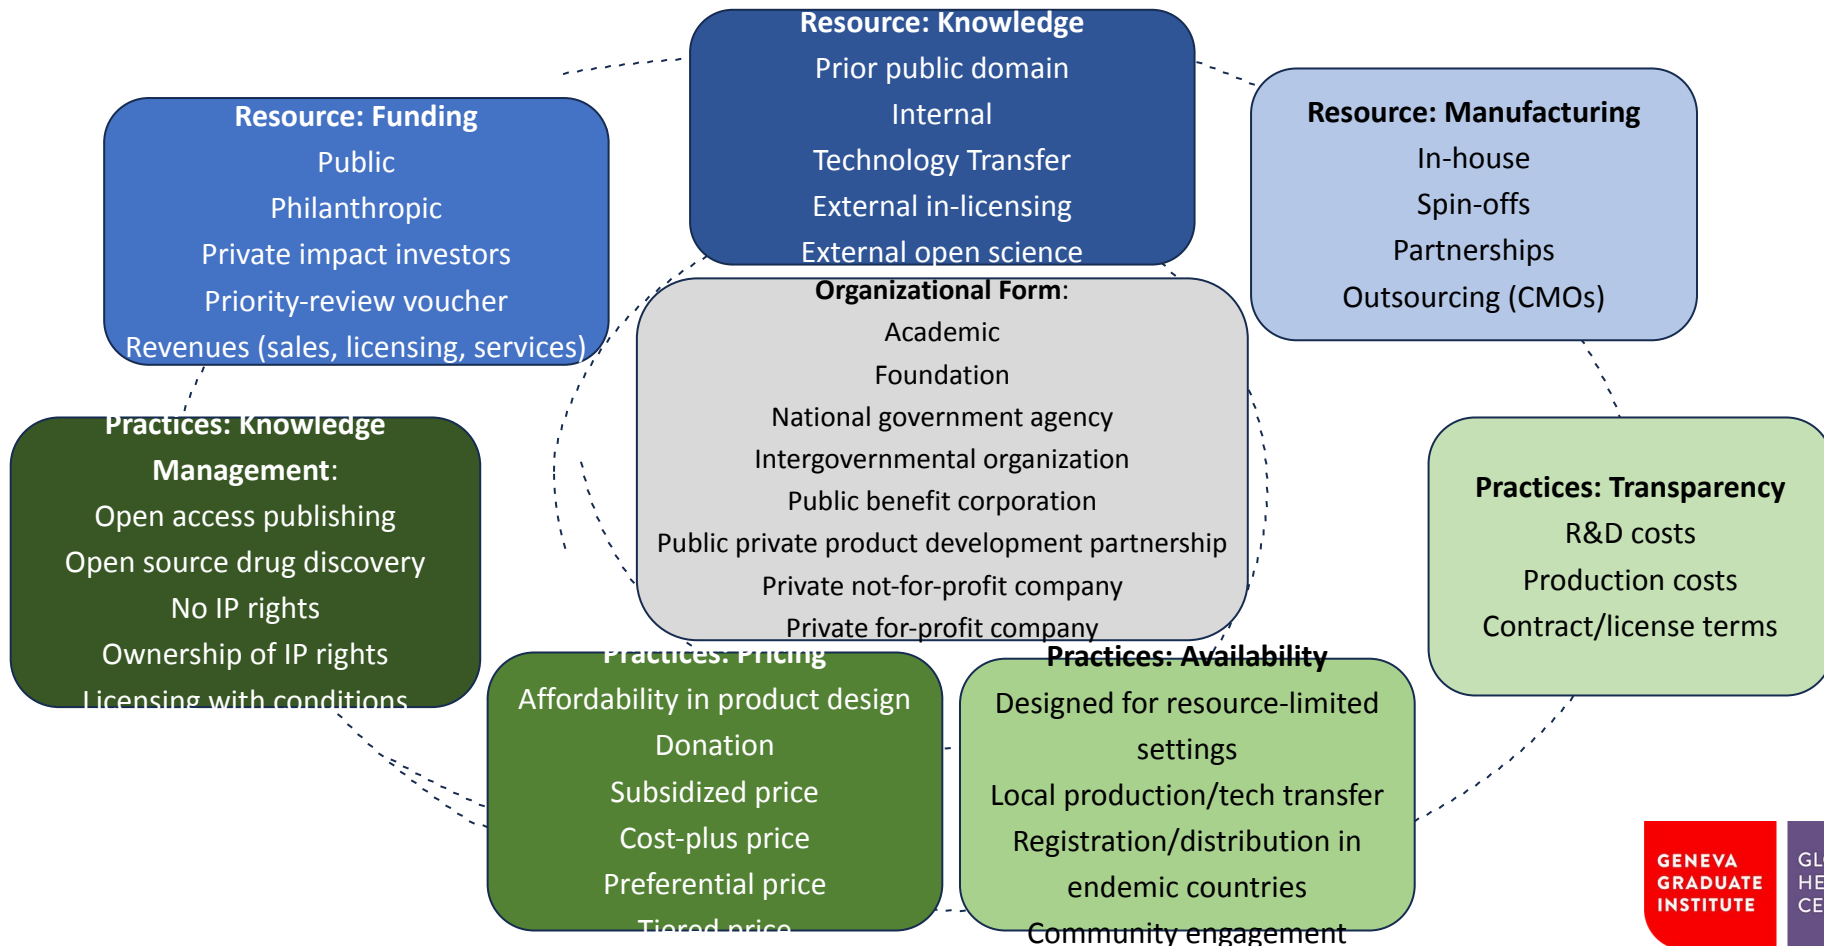 Resource: Knowledge
Prior public domain
Internal
Technology Transfer
External in-licensing
External open science
Resource: Funding
Public
Philanthropic
Private impact investors
Priority-review voucher
Revenues (sales, licensing, services)
Resource: Manufacturing
In-house
Spin-offs
Partnerships
Outsourcing (CMOs)
Organizational Form:
Academic
Foundation
National government agency
Intergovernmental organization
Public benefit corporation
Public private product development partnership
Private not-for-profit company
Private for-profit company
Practices: Knowledge
Management:
Open access publishing
Open source drug discovery
No IP rights
Ownership of IP rights
Licensing with conditions
Practices: Transparency
R&D costs
Production costs
Contract/license terms
Practices: Pricing
Affordability in product design
Donation
Subsidized price
Cost-plus price
Preferential price
Tiered price
Practices: Availability
Designed for resource-limited
settings
Local production/tech transfer
Registration/distribution in
endemic countries
Community engagement
GENEVA
GRADUATE
INSTITUTE